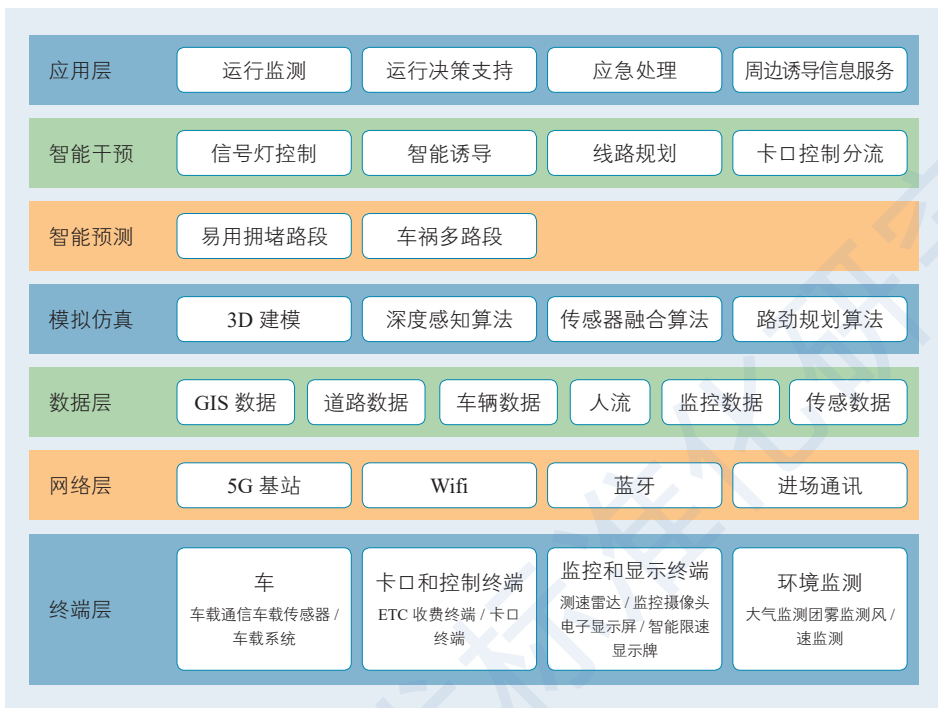 应用层
运行监测
运行决策支持
应急处理
周边诱导信息服务
智能干预
信号灯控制
智能诱导
线路规划
卡口控制分流
智能预测
易用拥堵路段
车祸多路段
模拟仿真
3D 建模
深度感知算法
传感器融合算法
路劲规划算法
数据层
GIS 数据
道路数据
车辆数据
人流
监控数据
传感数据
网络层
5G 基站
Wifi
蓝牙
进场通讯
终端层
车
车载通信车载传感器 /
车载系统
卡口和控制终端
ETC 收费终端 / 卡口
终端
监控和显示终端
测速雷达 / 监控摄像头
电子显示屏 / 智能限速
显示牌
环境监测
大气监测团雾监测风 /
速监测
标准化研究